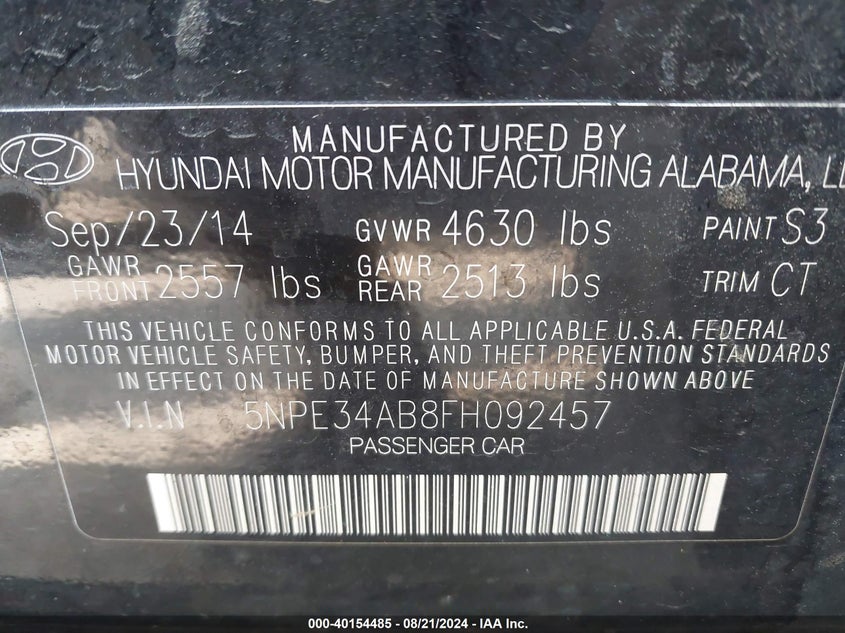 MANUFACTURED BY
HYUNDAI MOTOR MANUFACTURING ALABAMA,
Sep/23/14 GVWR 4630 lbs PAINT S3
GAWR FRONT 2557 lbs GAWR REAR 2513 lbs TRIM CT
THIS VEHICLE CONFORMS TO ALL APPLICABLE U.S.A. FEDERAL
MOTOR VEHICLE SAFETY, BUMPER, AND THEFT PREVENTION STANDARDS
IN EFFECT ON THE DATE OF MANUFACTURE SHOWN ABOVE
V.I.N 5NPE34AB8FH092457
PASSENGER CAR
000-40154485 - 08/21/2024 - IAA Inc.